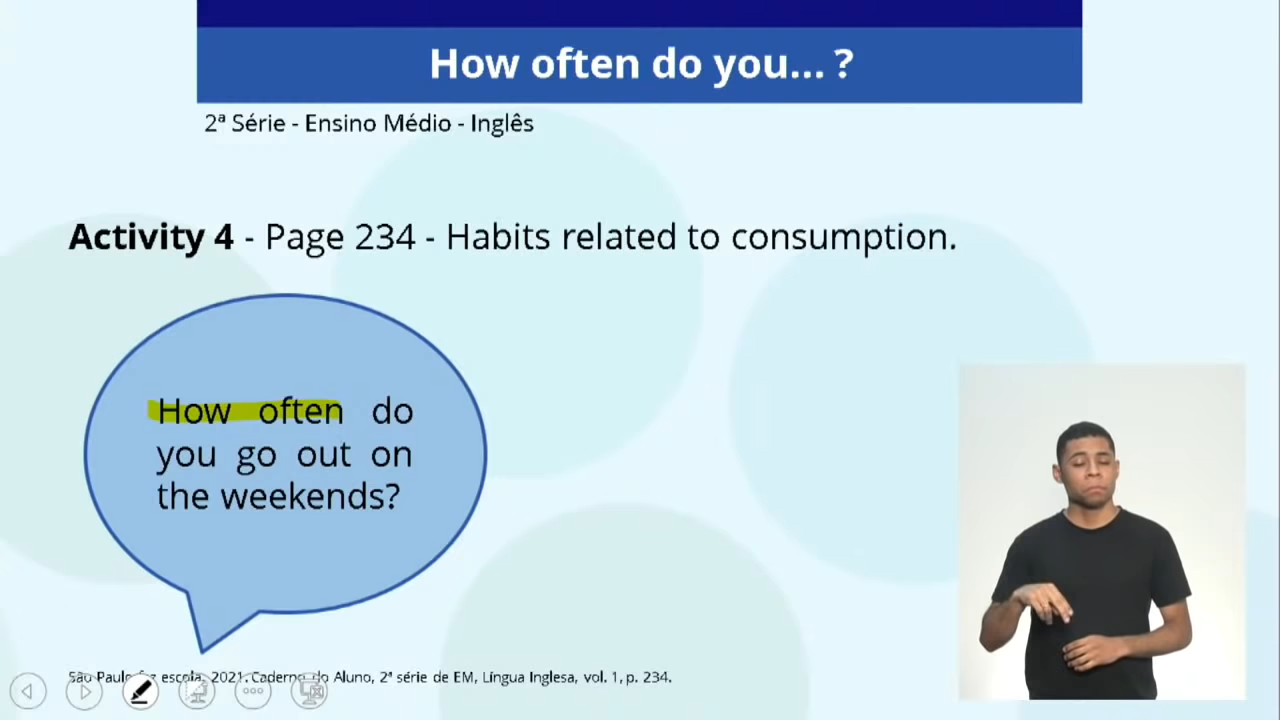 How often do you... ?
2ª Série - Ensino Médio - Inglês
Activity 4 - Page 234 - Habits related to consumption.
How often do
you go out on
the weekends?
São Paulo faz escola, 2021. Caderno do Aluno, 2ª série de EM, Língua Inglesa, vol. 1, p. 234.